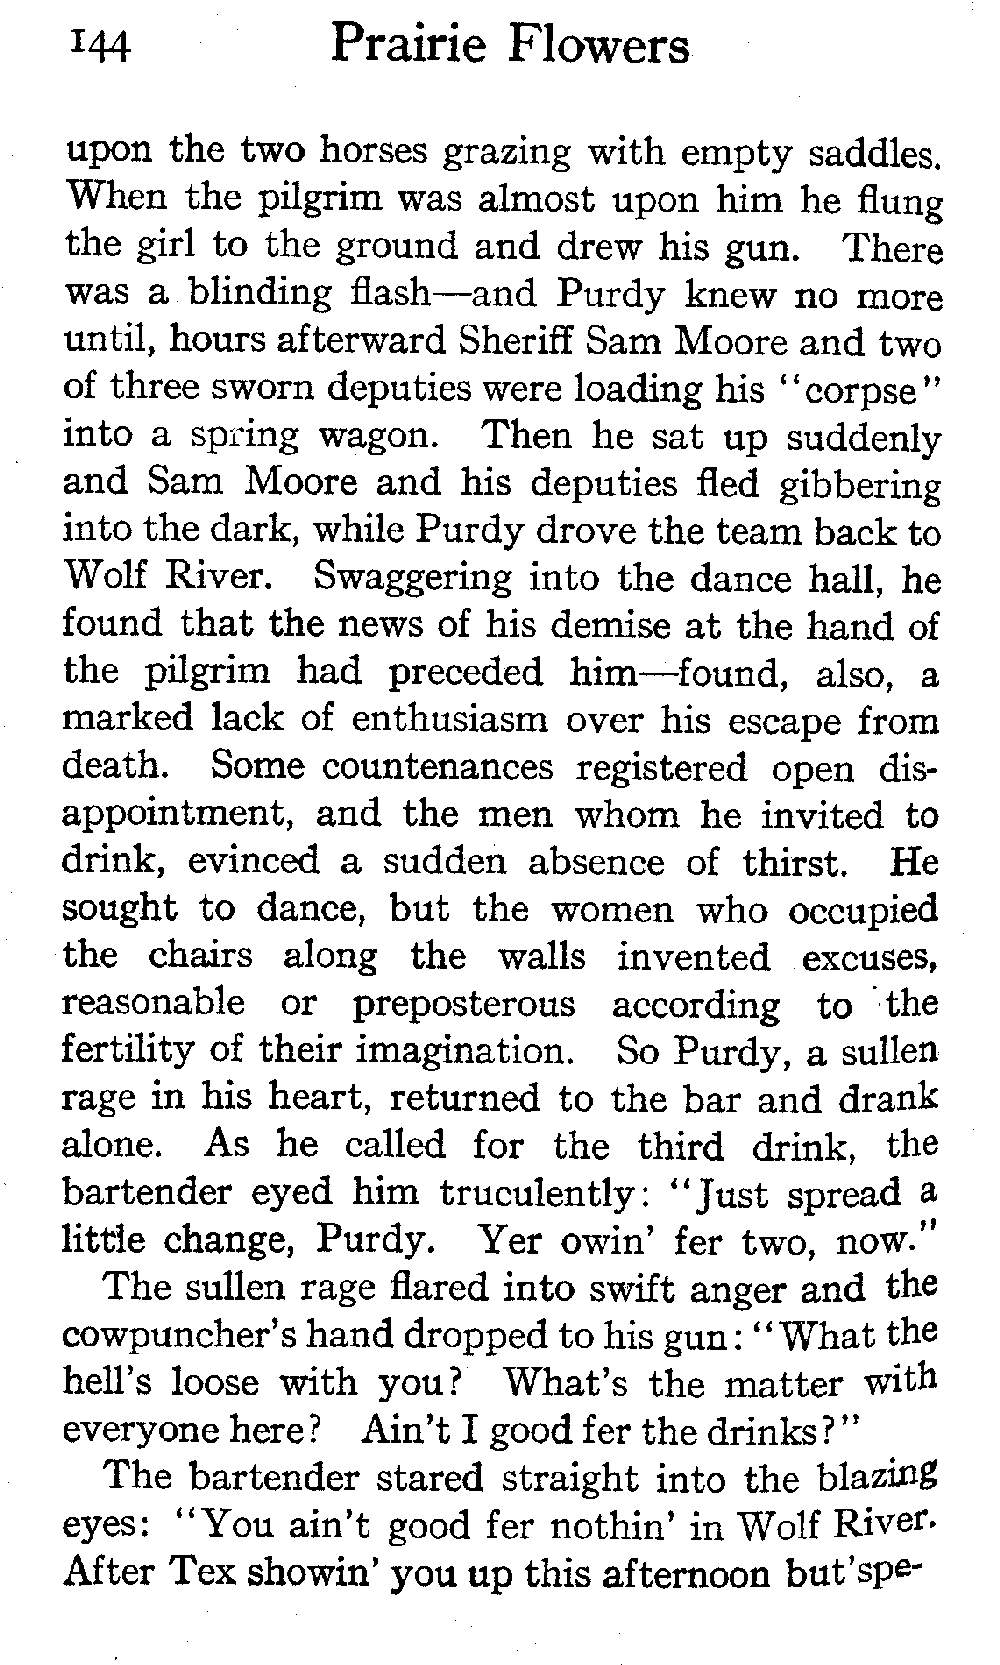 144 Prairie Flowers
upon the two horses grazing with empty saddles.
When the pilgrim was almost upon him he flung
the girl to the ground and drew his gun. There
was a blinding flash—and Purdy knew no more
until, hours afterward Sheriff Sam Moore and two
of three sworn deputies were loading his "corpse"
into a spring wagon. Then he sat up suddenly
and Sam Moore and his deputies fled gibbering
into the dark, while Purdy drove the team back to
Wolf River. Swaggering into the dance hall, he
found that the news of his demise at the hand of
the pilgrim had preceded him—found, also, a
marked lack of enthusiasm over his escape from
death. Some countenances registered open dis-
appointment, and the men whom he invited to
drink, evinced a sudden absence of thirst. He
sought to dance, but the women who occupied
the chairs along the walls invented excuses,
reasonable or preposterous according to the
fertility of their imagination. So Purdy, a sullen
rage in his heart, returned to the bar and drank
alone. As he called for the third drink, the
bartender eyed him truculently: "Just spread a
little change, Purdy. Yer owin' fer two, now."
The sullen rage flared into swift anger and the
cowpuncher's hand dropped to his gun: "What the
hell's loose with you? What's the matter with
everyone here? Ain't I good fer the drinks?"
The bartender stared straight into the blazing
eyes: "You ain't good fer nothin' in Wolf River.
After Tex showin' you up this afternoon but'spe-